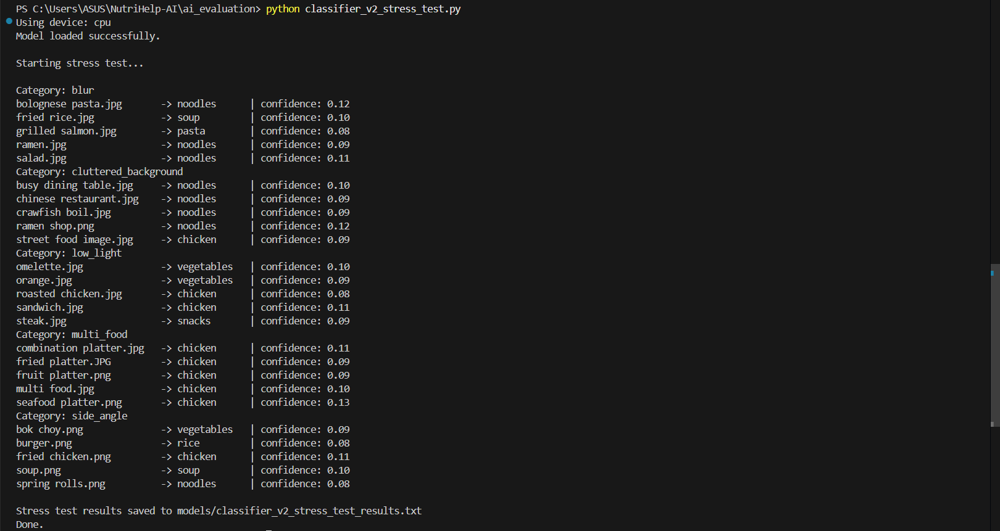 PS C:\Users\ASUS\NutriHelp-AI\ai_evaluation> python classifier_v2_stress_test.py
Using device: cpu
Model loaded successfully.
Starting stress test...
Category: blur
bolognese pasta.jpg -> noodles | confidence: 0.12
fried rice.jpg -> soup | confidence: 0.10
grilled salmon.jpg -> pasta | confidence: 0.08
ramen.jpg -> noodles | confidence: 0.09
salad.jpg -> noodles | confidence: 0.11
Category: cluttered_background
busy dining table.jpg -> noodles | confidence: 0.10
chinese restaurant.jpg -> noodles | confidence: 0.09
crawfish boil.jpg -> noodles | confidence: 0.09
ramen shop.png -> noodles | confidence: 0.12
street food image.jpg -> chicken | confidence: 0.09
Category: low_light
omelette.jpg -> vegetables | confidence: 0.10
orange.jpg -> vegetables | confidence: 0.09
roasted chicken.jpg -> chicken | confidence: 0.08
sandwich.jpg -> chicken | confidence: 0.11
steak.jpg -> snacks | confidence: 0.09
Category: multi_food
combination platter.jpg -> chicken | confidence: 0.11
fried platter.JPG -> chicken | confidence: 0.09
fruit platter.png -> chicken | confidence: 0.09
multi food.jpg -> chicken | confidence: 0.10
seafood platter.png -> chicken | confidence: 0.13
Category: side_angle
bok choy.png -> vegetables | confidence: 0.09
burger.png -> rice | confidence: 0.08
fried chicken.png -> chicken | confidence: 0.11
soup.png -> soup | confidence: 0.10
spring rolls.png -> noodles | confidence: 0.08
Stress test results saved to models/classifier_v2_stress_test_results.txt
Done.